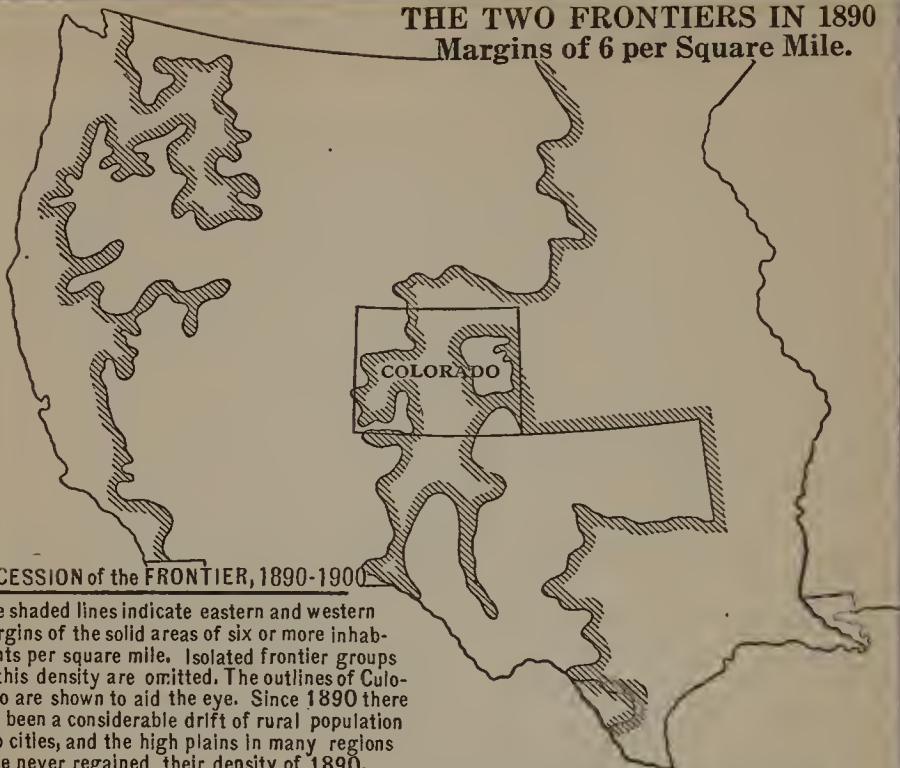 THE TWO FRONTIERS IN 1890
Margins of 6 per Square Mile.
COLORADO
CESSION of the FRONTIER, 1890-1900
e shaded lines indicate eastern and western
rgins of the solid areas of six or more inhab-
nts per square mile. Isolated frontier groups
this density are omitted. The outlines of Culo-
o are shown to aid the eye. Since 1890 there
been a considerable drift of rural population
o cities, and the high plains in many regions
e never regained their density of 1890.